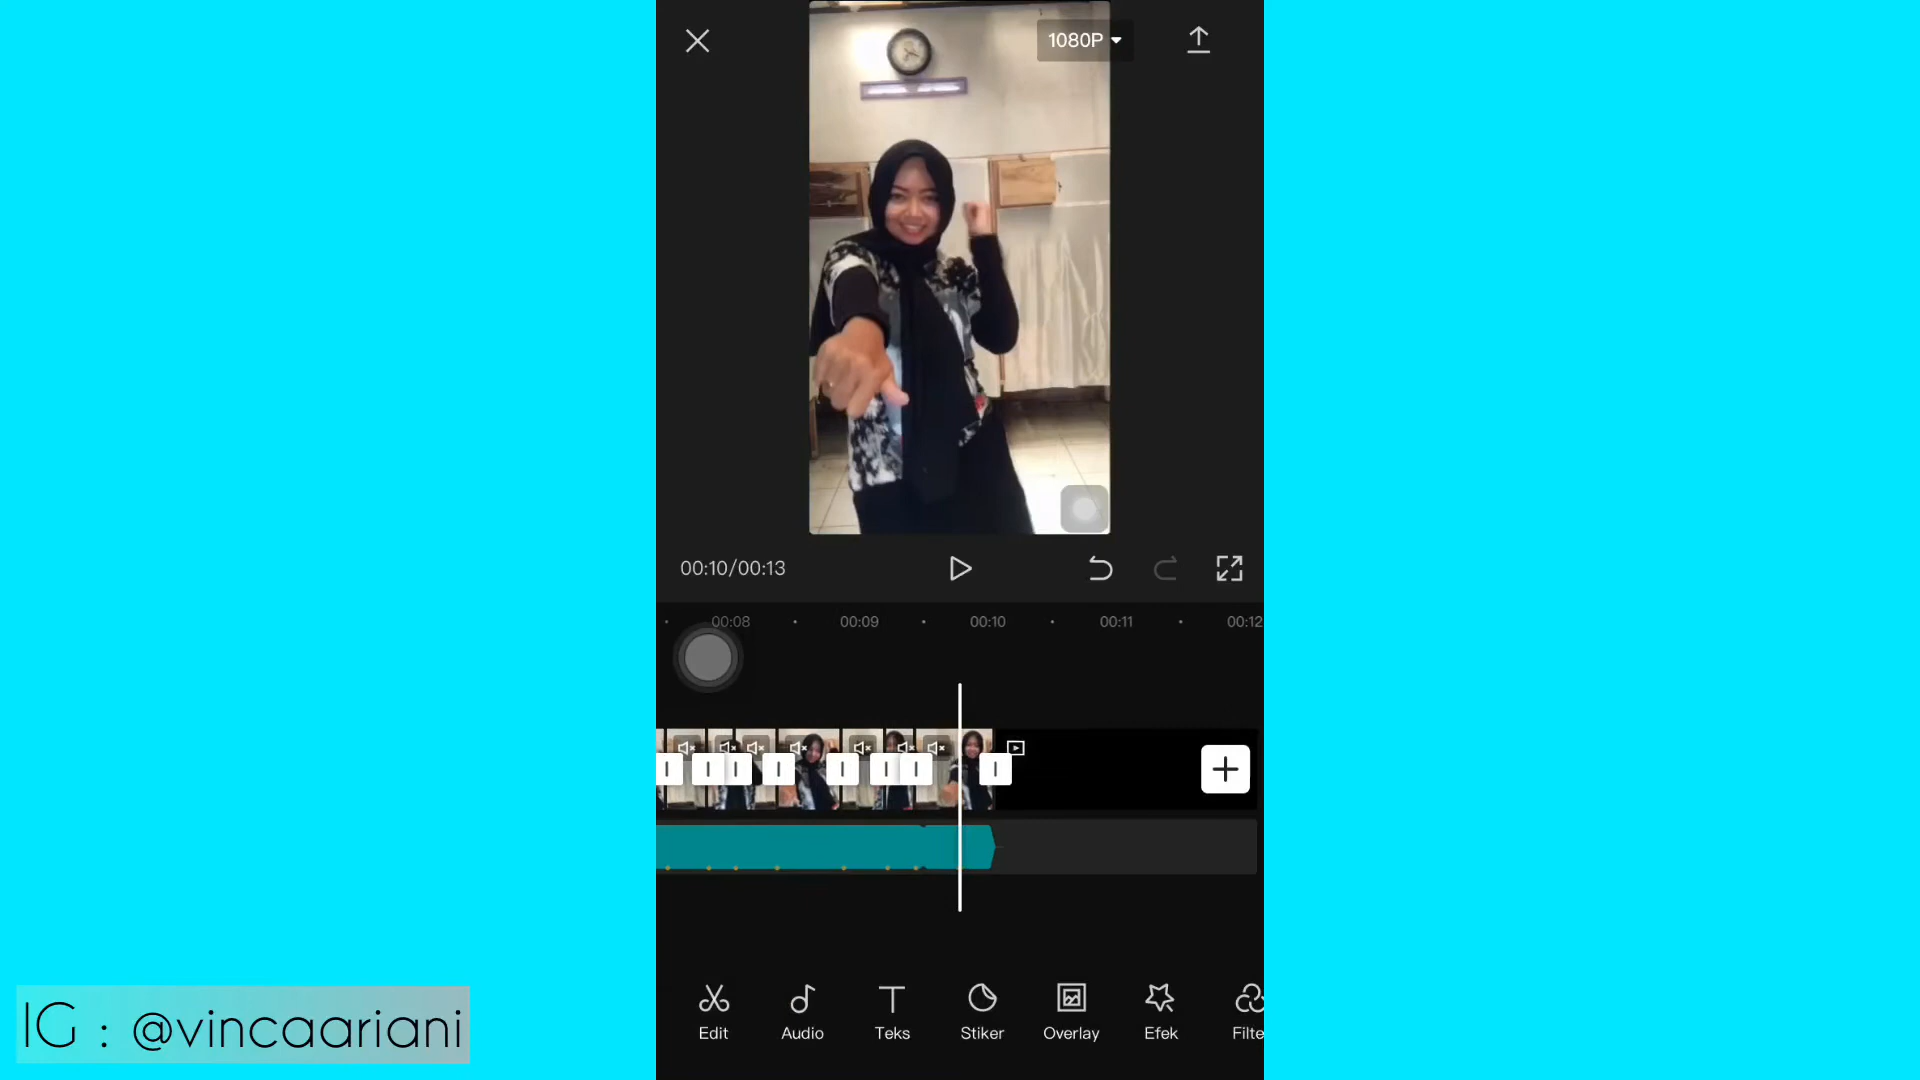 1080P
00:10/00:13
00:08
00:09
00:10
00:11
00:12
Edit
Audio
Teks
Stiker
Overlay
Efek
Filte
IG : @vincaariani